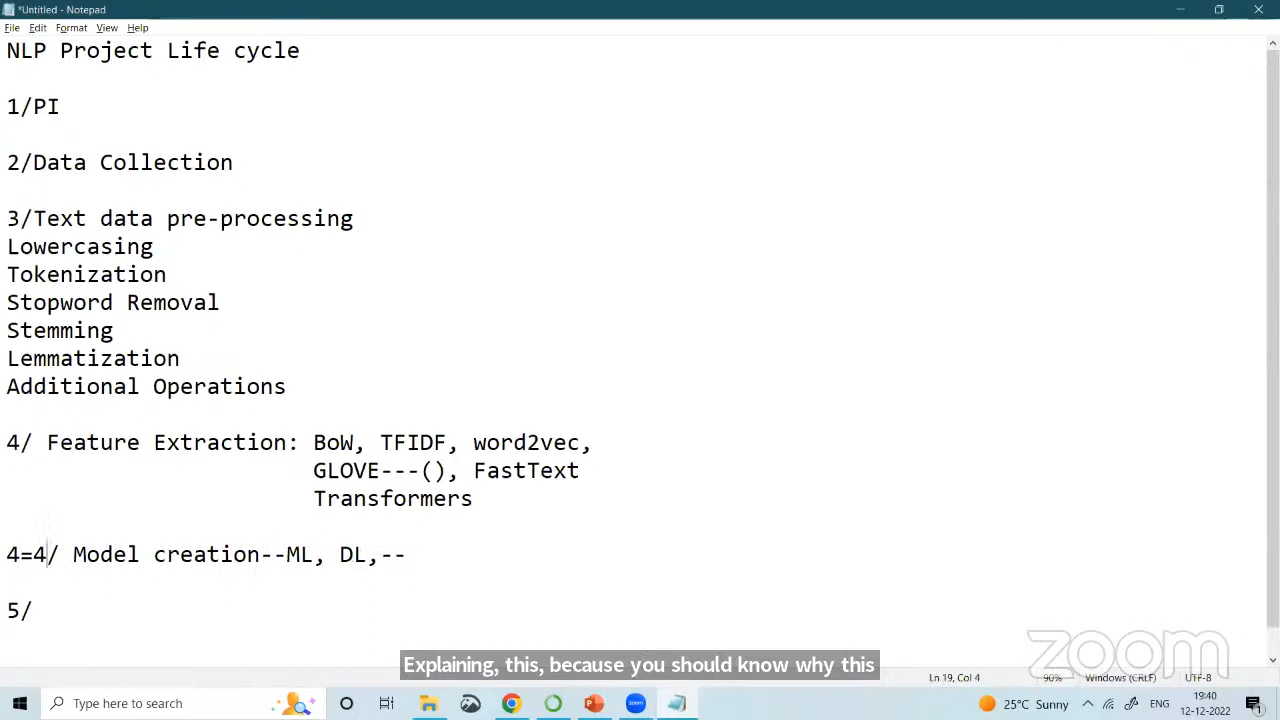 *Untitled - Notepad
File Edit Format View Help
NLP Project Life cycle
1/PI
2/Data Collection
3/Text data pre-processing
Lowercasing
Tokenization
Stopword Removal
Stemming
Lemmatization
Additional Operations
4/ Feature Extraction: BoW, TFIDF, word2vec,
GLOVE---(), FastText
Transformers
4=4/ Model creation--ML, DL,--
5/
Explaining, this, because you should know why this
zoom
Ln 19, Col 4 90% Windows (CRLF) UTF-8
Type here to search
zoom
25°C Sunny ENG 19:40
12-12-2022
1